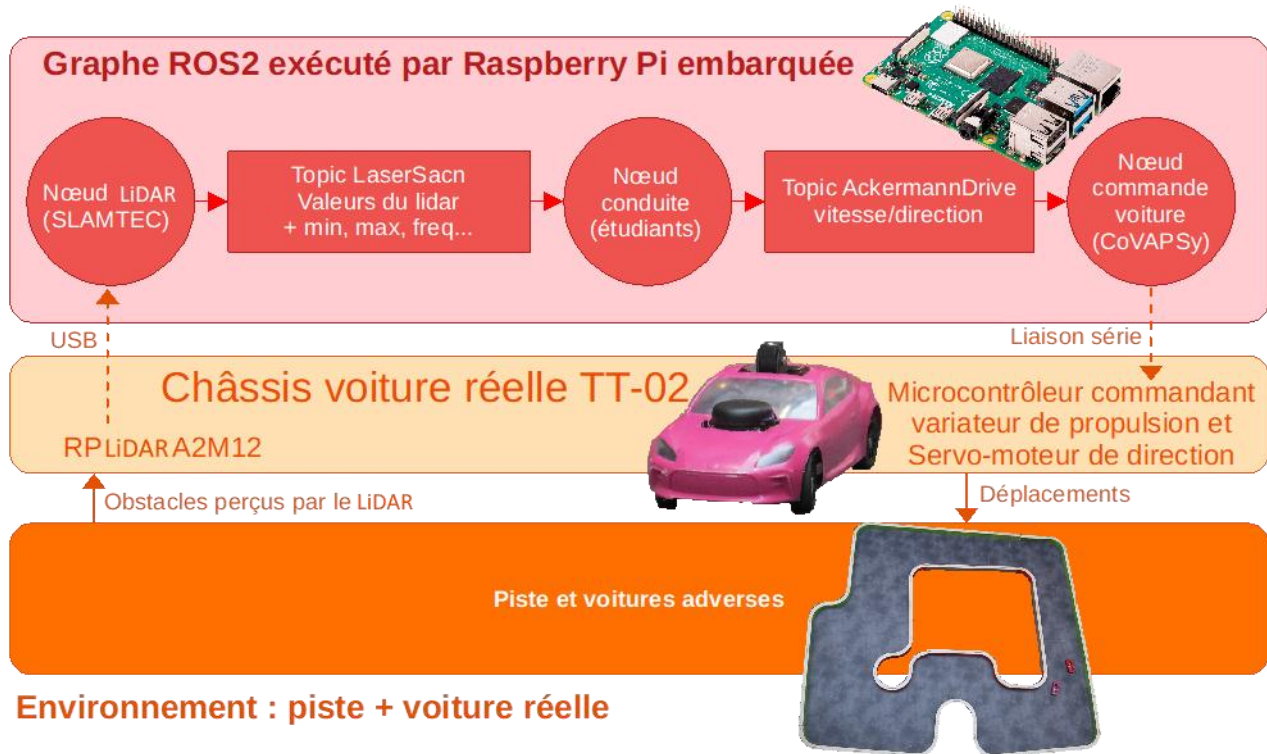 Graphe ROS2 exécuté par Raspberry Pi embarquée
Nœud LiDAR
(SLAMTEC)
Topic LaserSacn
Valeurs du lidar
+ min, max, freq...
Nœud
conduite
(étudiants)
Topic AckermannDrive
vitesse/direction
Nœud
commande
voiture
(CoVAPSy)
USB
Liaison série
Châssis voiture réelle TT-02
RPLiDAR A2M12
Microcontrôleur commandant
variateur de propulsion et
Servo-moteur de direction
Obstacles perçus par le LiDAR
Déplacements
Piste et voitures adverses
Environnement : piste + voiture réelle